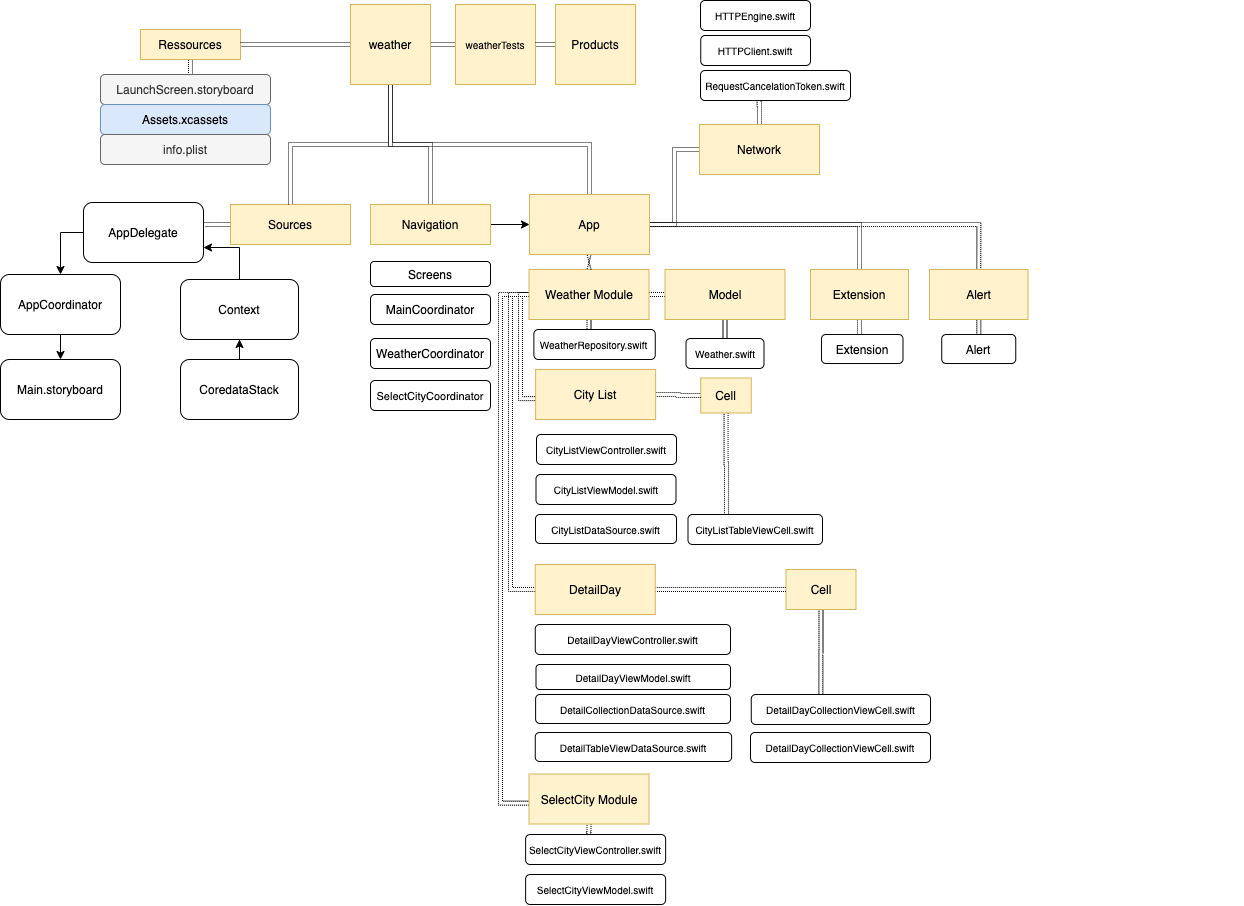 HTTPEngine.swift
HTTPClient.swift
RequestCancelationToken.swift
Ressources
weather
weatherTests
Products
LaunchScreen.storyboard
Assets.xcassets
info.plist
Network
AppDelegate
Sources
Navigation
App
Screens
AppCoordinator
Context
MainCoordinator
Weather Module
Model
Extension
Alert
WeatherRepository.swift
Weather.swift
Extension
Alert
WeatherCoordinator
Main.storyboard
CoredataStack
SelectCityCoordinator
City List
Cell
CityListViewController.swift
CityListViewModel.swift
CityListDataSource.swift
CityListTableViewCell.swift
DetailDay
Cell
DetailDayViewController.swift
DetailDayViewModel.swift
DetailCollectionDataSource.swift
DetailDayCollectionViewCell.swift
DetailTableViewDataSource.swift
DetailDayCollectionViewCell.swift
SelectCity Module
SelectCityViewController.swift
SelectCityViewModel.swift